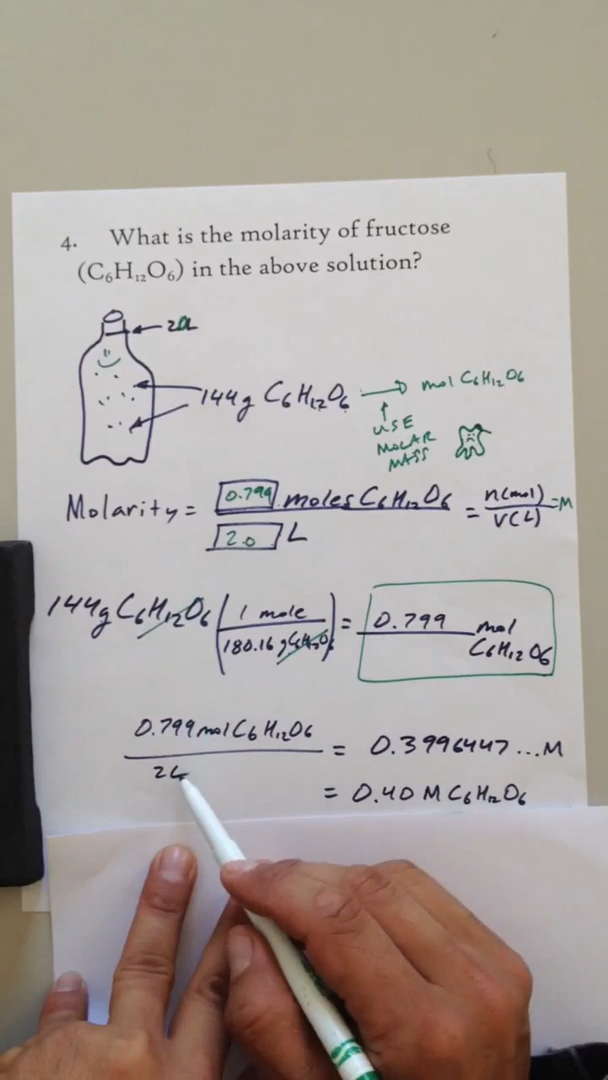 4. What is the molarity of fructose
(C₆H₁₂O₆) in the above solution?
144g C₆H₁₂O₆ → mol C₆H₁₂O₆
USE
MOLAR
MASS
Molarity = 0.799 moles C₆H₁₂O₆ = n(mol) = M
2.0 L V(L)
144g C₆H₁₂O₆ (1 mole = 0.799 mol
180.16 g C₆H₁₂O₆) C₆H₁₂O₆
0.799 mol C₆H₁₂O₆ = 0.3996447...M
2L = 0.40 M C₆H₁₂O₆